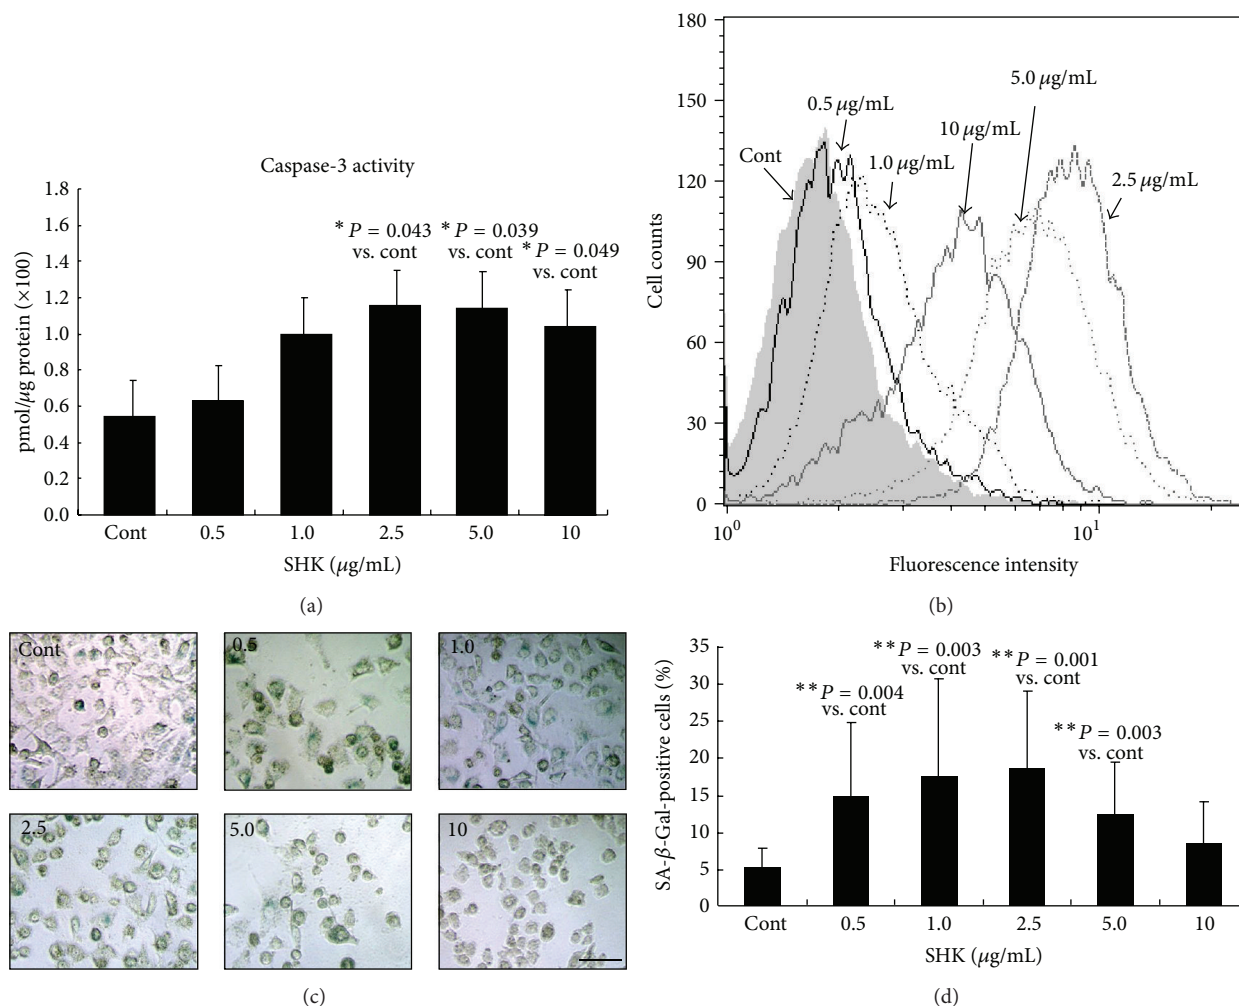 Caspase-3 activity
pmol/μg protein (×100)
1.8
1.6
1.4
1.2
1.0
0.8
0.6
0.4
0.2
0.0
* P = 0.043
vs. cont
* P = 0.039
vs. cont
* P = 0.049
vs. cont
Cont 0.5 1.0 2.5 5.0 10
SHK (μg/mL)
(a)
Cell counts
180
150
120
90
60
30
0
Cont
0.5 μg/mL
1.0 μg/mL
10 μg/mL
5.0 μg/mL
2.5 μg/mL
10⁰ 10¹
Fluorescence intensity
(b)
Cont 0.5 1.0
2.5 5.0 10
(c)
SA-β-Gal-positive cells (%)
35
30
25
20
15
10
5
0
** P = 0.004
vs. cont
** P = 0.003
vs. cont
** P = 0.001
vs. cont
** P = 0.003
vs. cont
Cont 0.5 1.0 2.5 5.0 10
SHK (μg/mL)
(d)